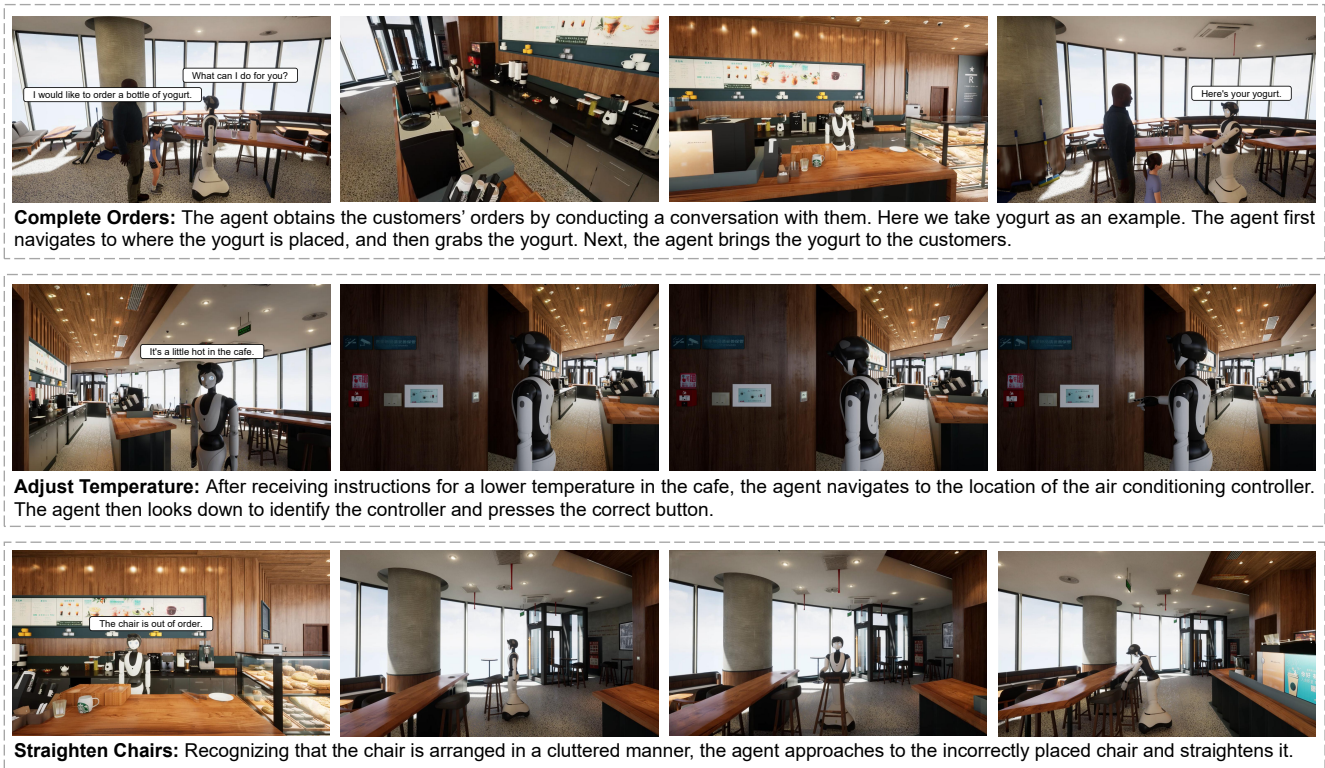 What can I do for you?
I would like to order a bottle of yogurt.
Here's your yogurt.
Complete Orders: The agent obtains the customers' orders by conducting a conversation with them. Here we take yogurt as an example. The agent first
navigates to where the yogurt is placed, and then grabs the yogurt. Next, the agent brings the yogurt to the customers.
It's a little hot in the cafe.
Adjust Temperature: After receiving instructions for a lower temperature in the cafe, the agent navigates to the location of the air conditioning controller.
The agent then looks down to identify the controller and presses the correct button.
The chair is out of order.
Straighten Chairs: Recognizing that the chair is arranged in a cluttered manner, the agent approaches to the incorrectly placed chair and straightens it.